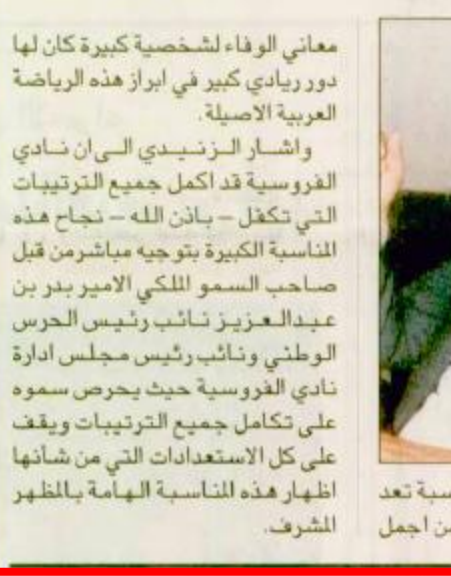 معاني الوفاء لشخصية كبيرة كان لها
دور ريادي كبير في ابراز هذه الرياضة
العربية الاصيلة.
واشار الزنيدي الى ان نادي
الفروسية قد اكمل جميع الترتيبات
التي تكفل – باذن الله – نجاح هذه
المناسبة الكبيرة بتوجيه مباشر من قبل
صاحب السمو الملكي الامير بدر بن
عبدالعزيز نائب رئيس الحرس
الوطني ونائب رئيس مجلس ادارة
نادي الفروسية حيث يحرص سموه
على تكامل جميع الترتيبات ويقف
على كل الاستعدادات التي من شأنها
اظهار هذه المناسبة الهامة بالمظهر
المشرف.
تعد
اجمل